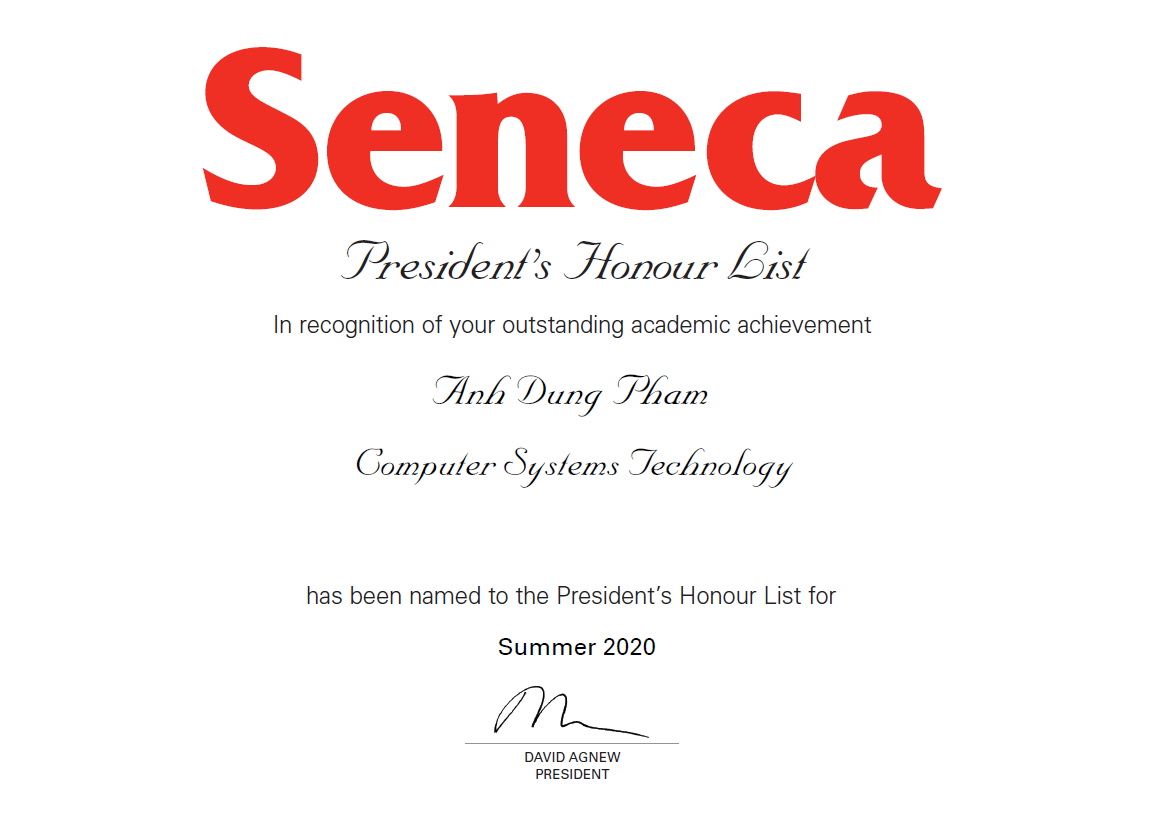 Seneca
President's Honour List
In recognition of your outstanding academic achievement
Anh Dung Pham
Computer Systems Technology
has been named to the President's Honour List for
Summer 2020
DAVID AGNEW
PRESIDENT